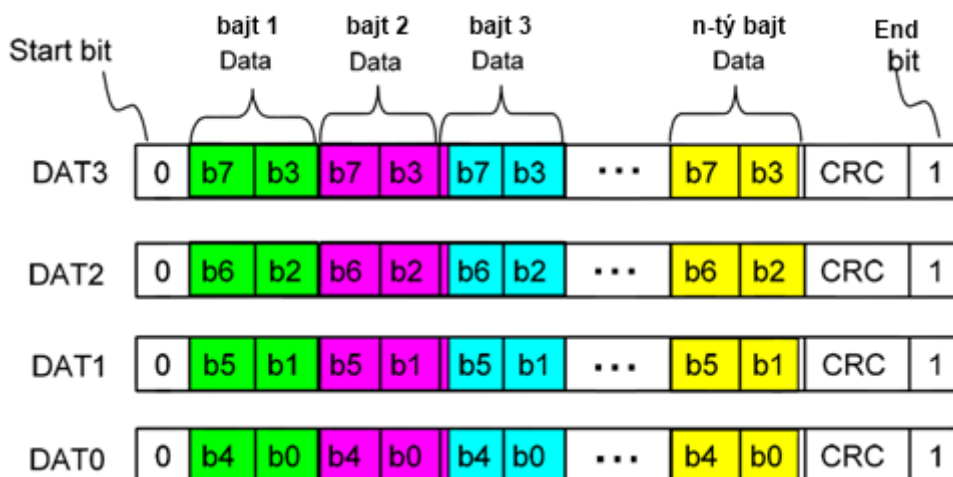 bajt 1 bajt 2 bajt 3 n-tý bajt End
Start bit Data Data Data Data bit
DAT3 0 b7 b3 b7 b3 b7 b3 ... b7 b3 CRC 1
DAT2 0 b6 b2 b6 b2 b6 b2 ... b6 b2 CRC 1
DAT1 0 b5 b1 b5 b1 b5 b1 ... b5 b1 CRC 1
DAT0 0 b4 b0 b4 b0 b4 b0 ... b4 b0 CRC 1